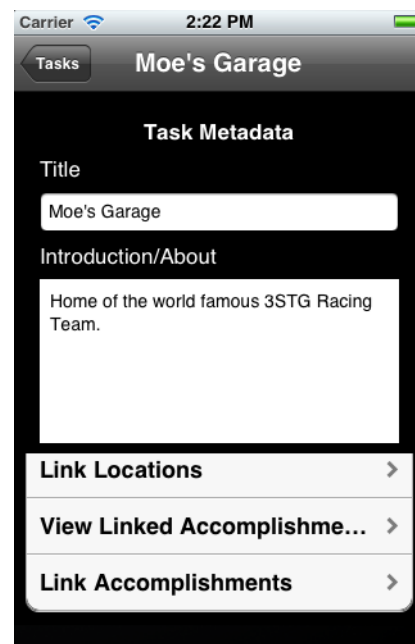 Carrier 2:22 PM
Tasks Moe's Garage
Task Metadata
Title
Moe's Garage
Introduction/About
Home of the world famous 3STG Racing
Team.
Link Locations
View Linked Accomplishme...
Link Accomplishments